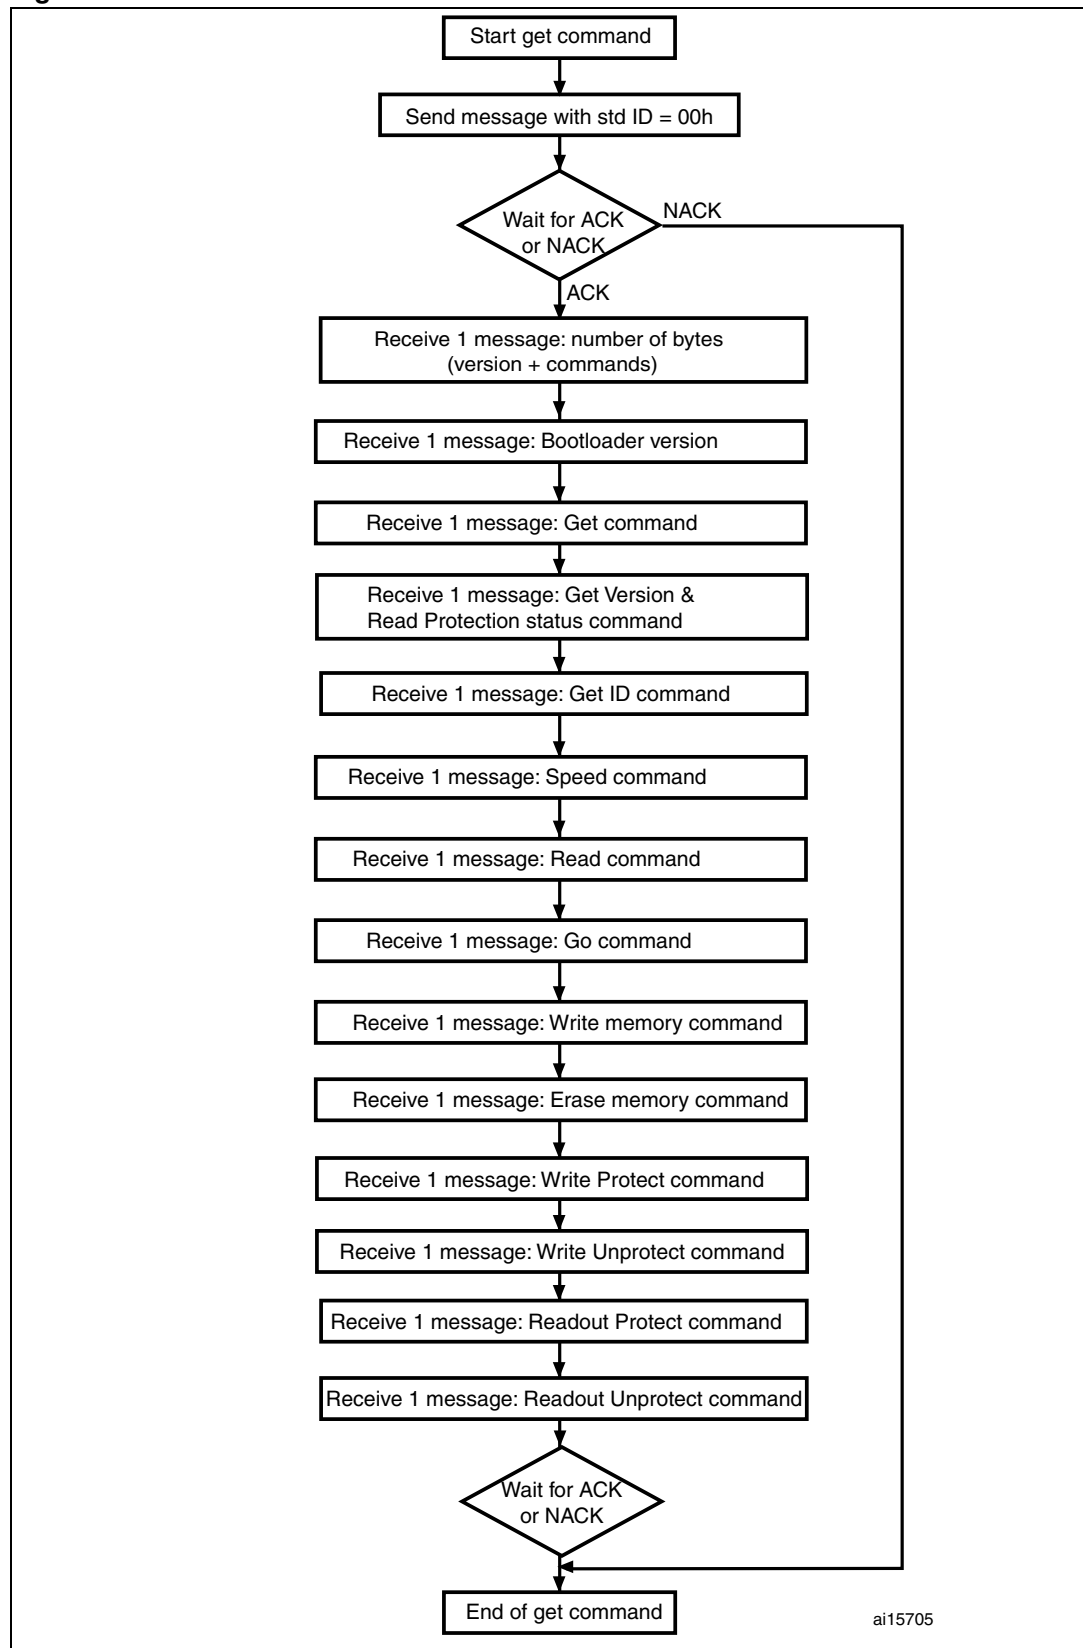 Start get command
Send message with std ID = 00h
Wait for ACK
or NACK
NACK
ACK
Receive 1 message: number of bytes
(version + commands)
Receive 1 message: Bootloader version
Receive 1 message: Get command
Receive 1 message: Get Version &
Read Protection status command
Receive 1 message: Get ID command
Receive 1 message: Speed command
Receive 1 message: Read command
Receive 1 message: Go command
Receive 1 message: Write memory command
Receive 1 message: Erase memory command
Receive 1 message: Write Protect command
Receive 1 message: Write Unprotect command
Receive 1 message: Readout Protect command
Receive 1 message: Readout Unprotect command
Wait for ACK
or NACK
End of get command
ai15705